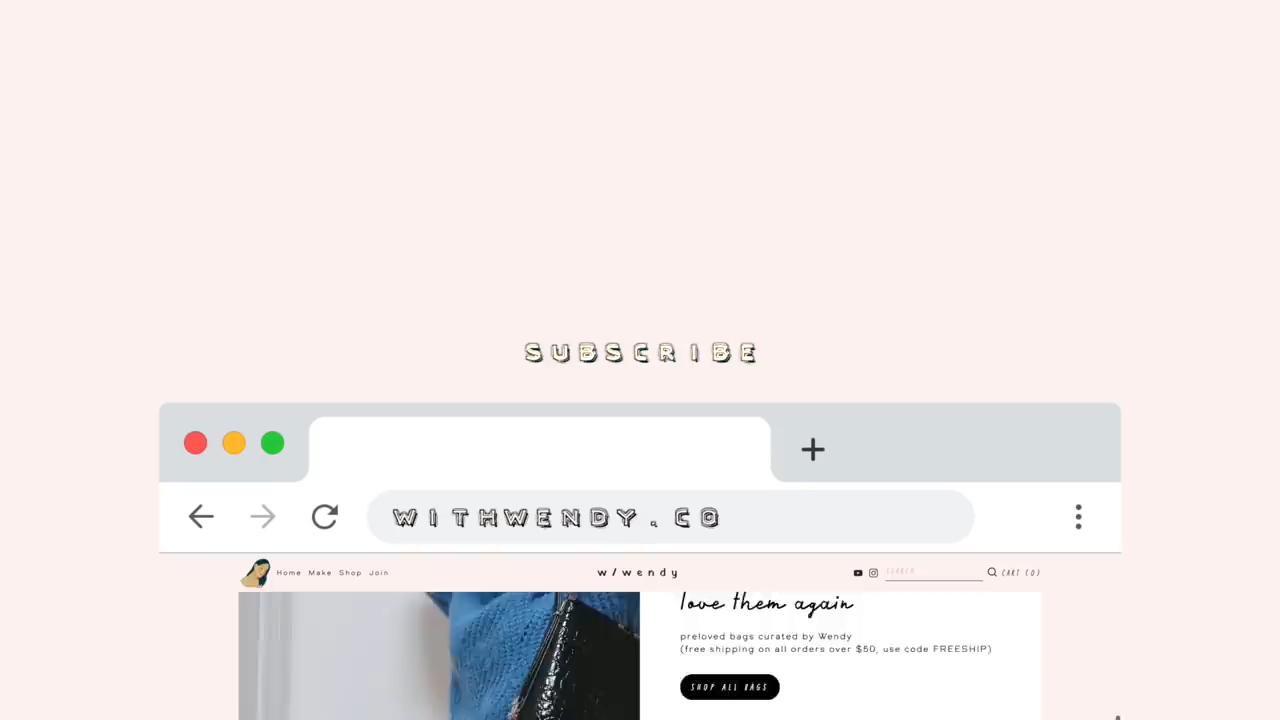 SUBSCRIBE
WITHWENDY.CO
Home Make Shop Join
w/wendy
SEARCH
CART (0)
love them again
preloved bags curated by Wendy
(free shipping on all orders over $50, use code FREESHIP)
SHOP ALL BAGS